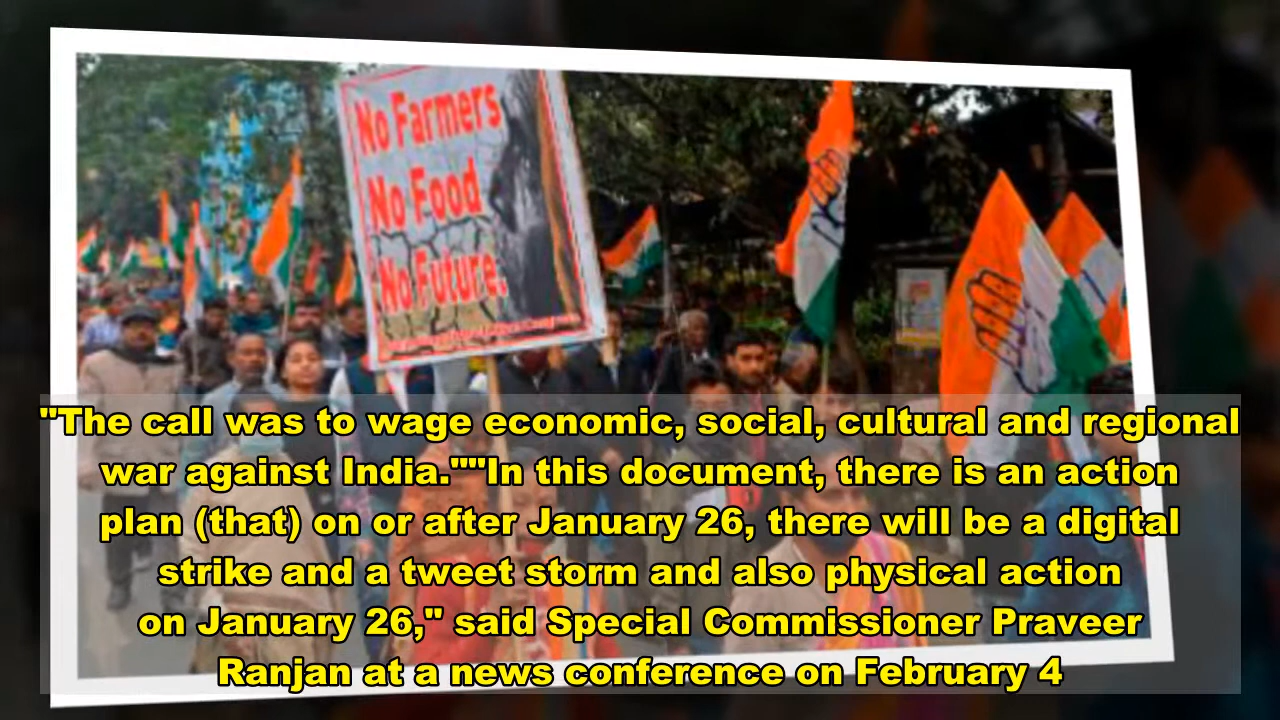 No Farmers
No Food
No Future.
"The call was to wage economic, social, cultural and regional
war against India.""In this document, there is an action
plan (that) on or after January 26, there will be a digital
strike and a tweet storm and also physical action
on January 26," said Special Commissioner Praveer
Ranjan at a news conference on February 4